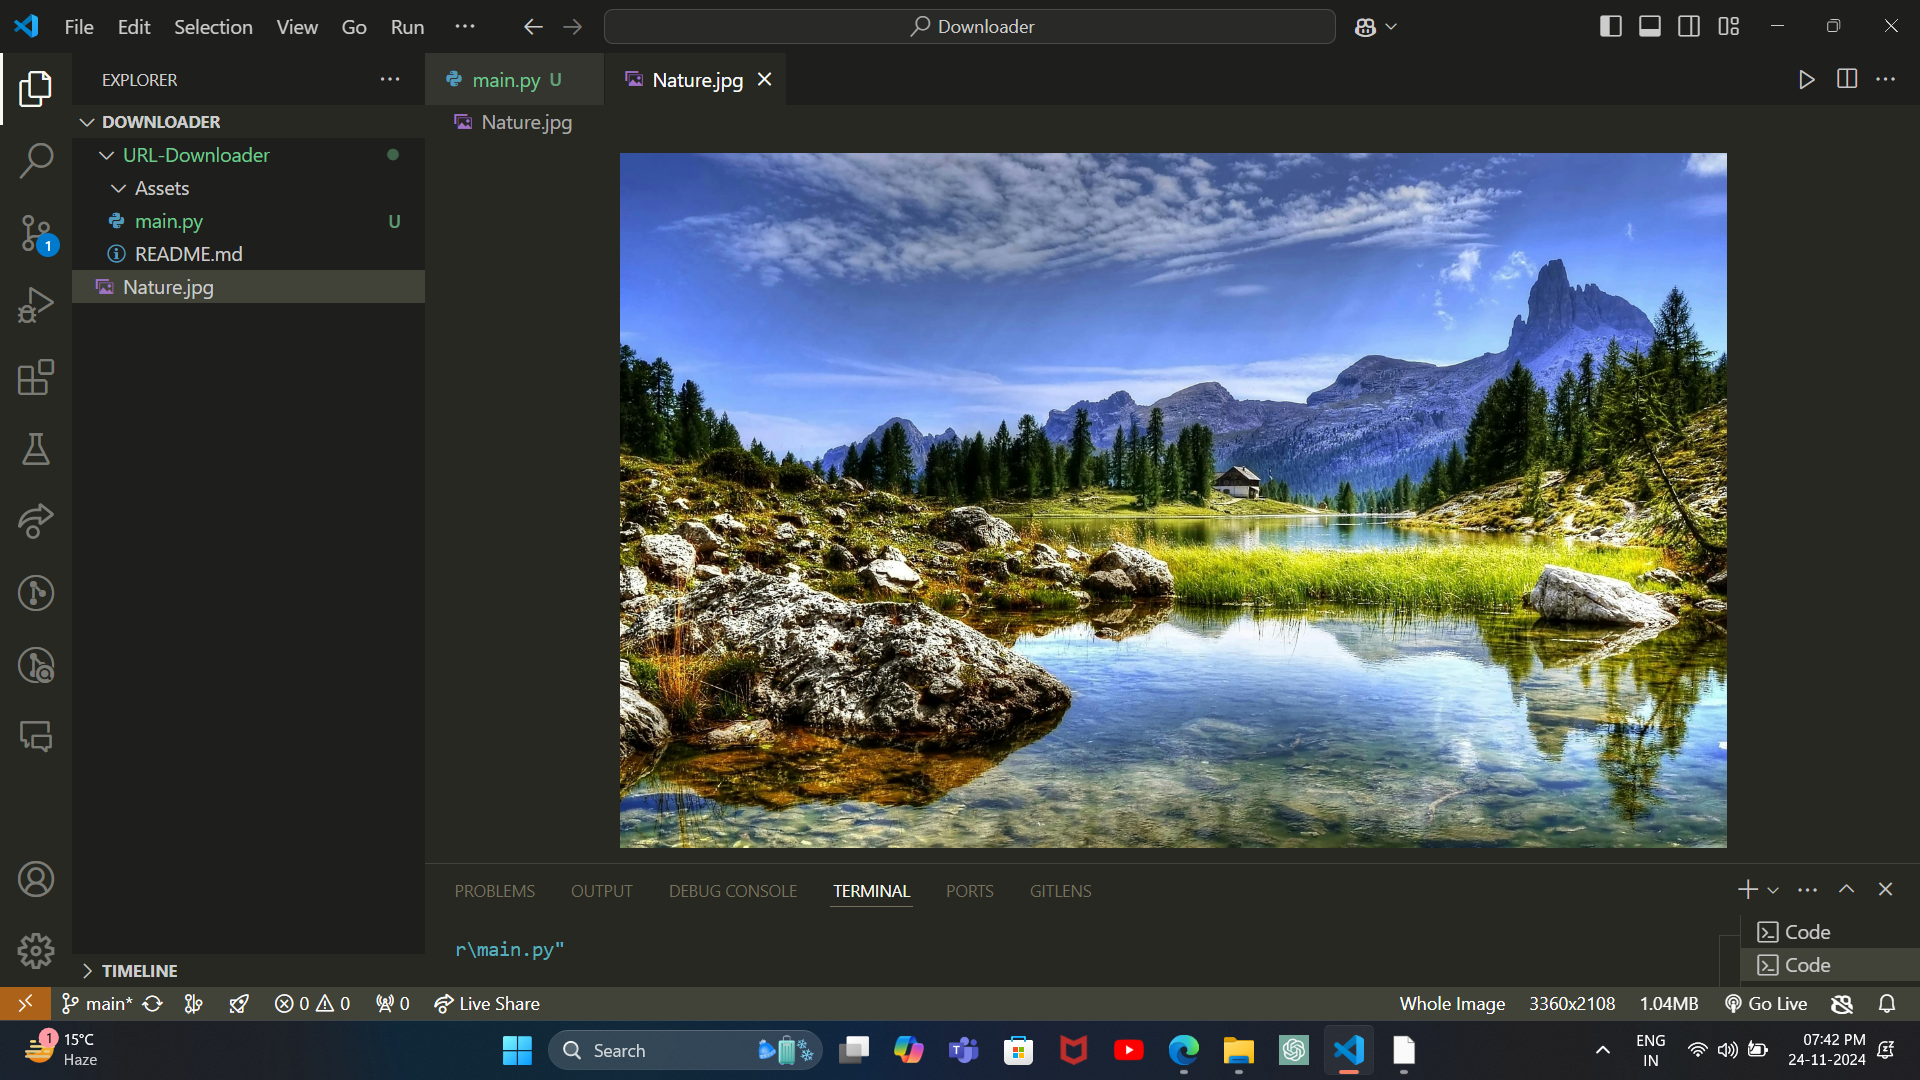 File Edit Selection View Go Run ··· Downloader
EXPLORER ···
main.py U Nature.jpg
DOWNLOADER
Nature.jpg
URL-Downloader
Assets
main.py U
README.md
Nature.jpg
1
PROBLEMS OUTPUT DEBUG CONSOLE TERMINAL PORTS GITLENS
r\main.py"
Code
Code
TIMELINE
main* 0 0 0 Live Share Whole Image 3360x2108 1.04MB Go Live
1 15°C
Haze
Search
ENG
IN
07:42 PM
24-11-2024